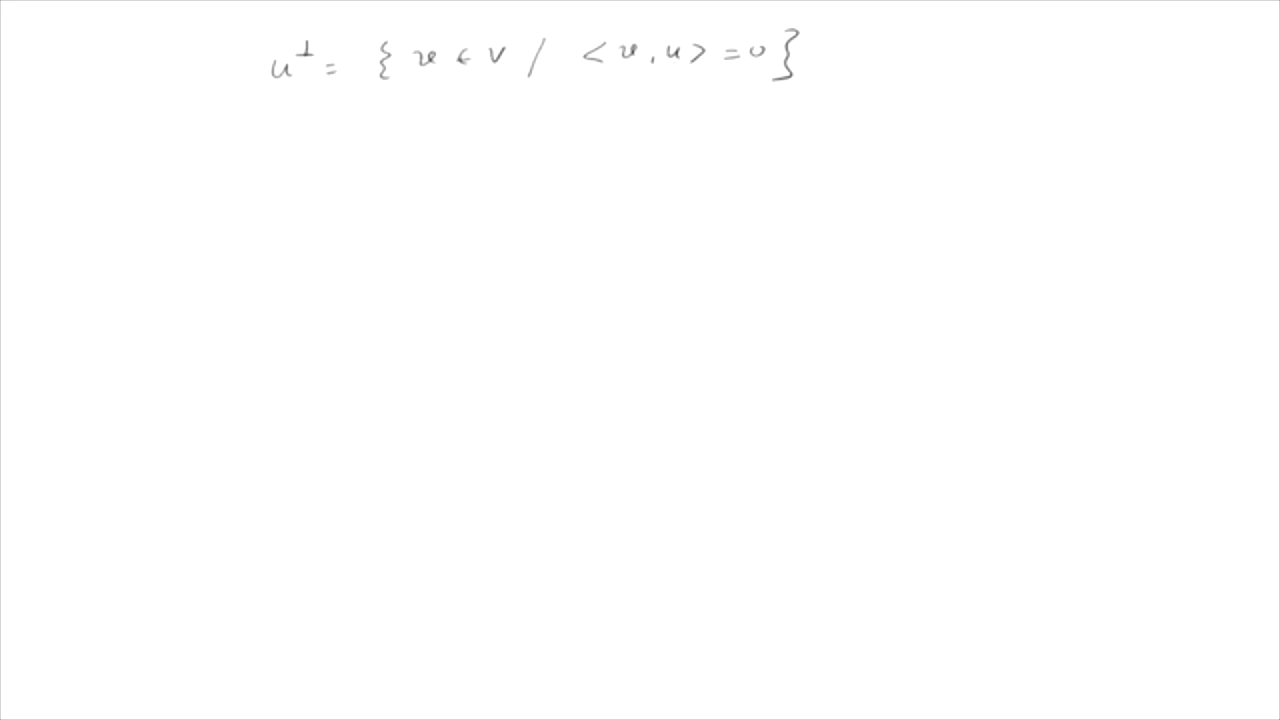 u⊥ = { v ∈ V / < v, u > = 0 }